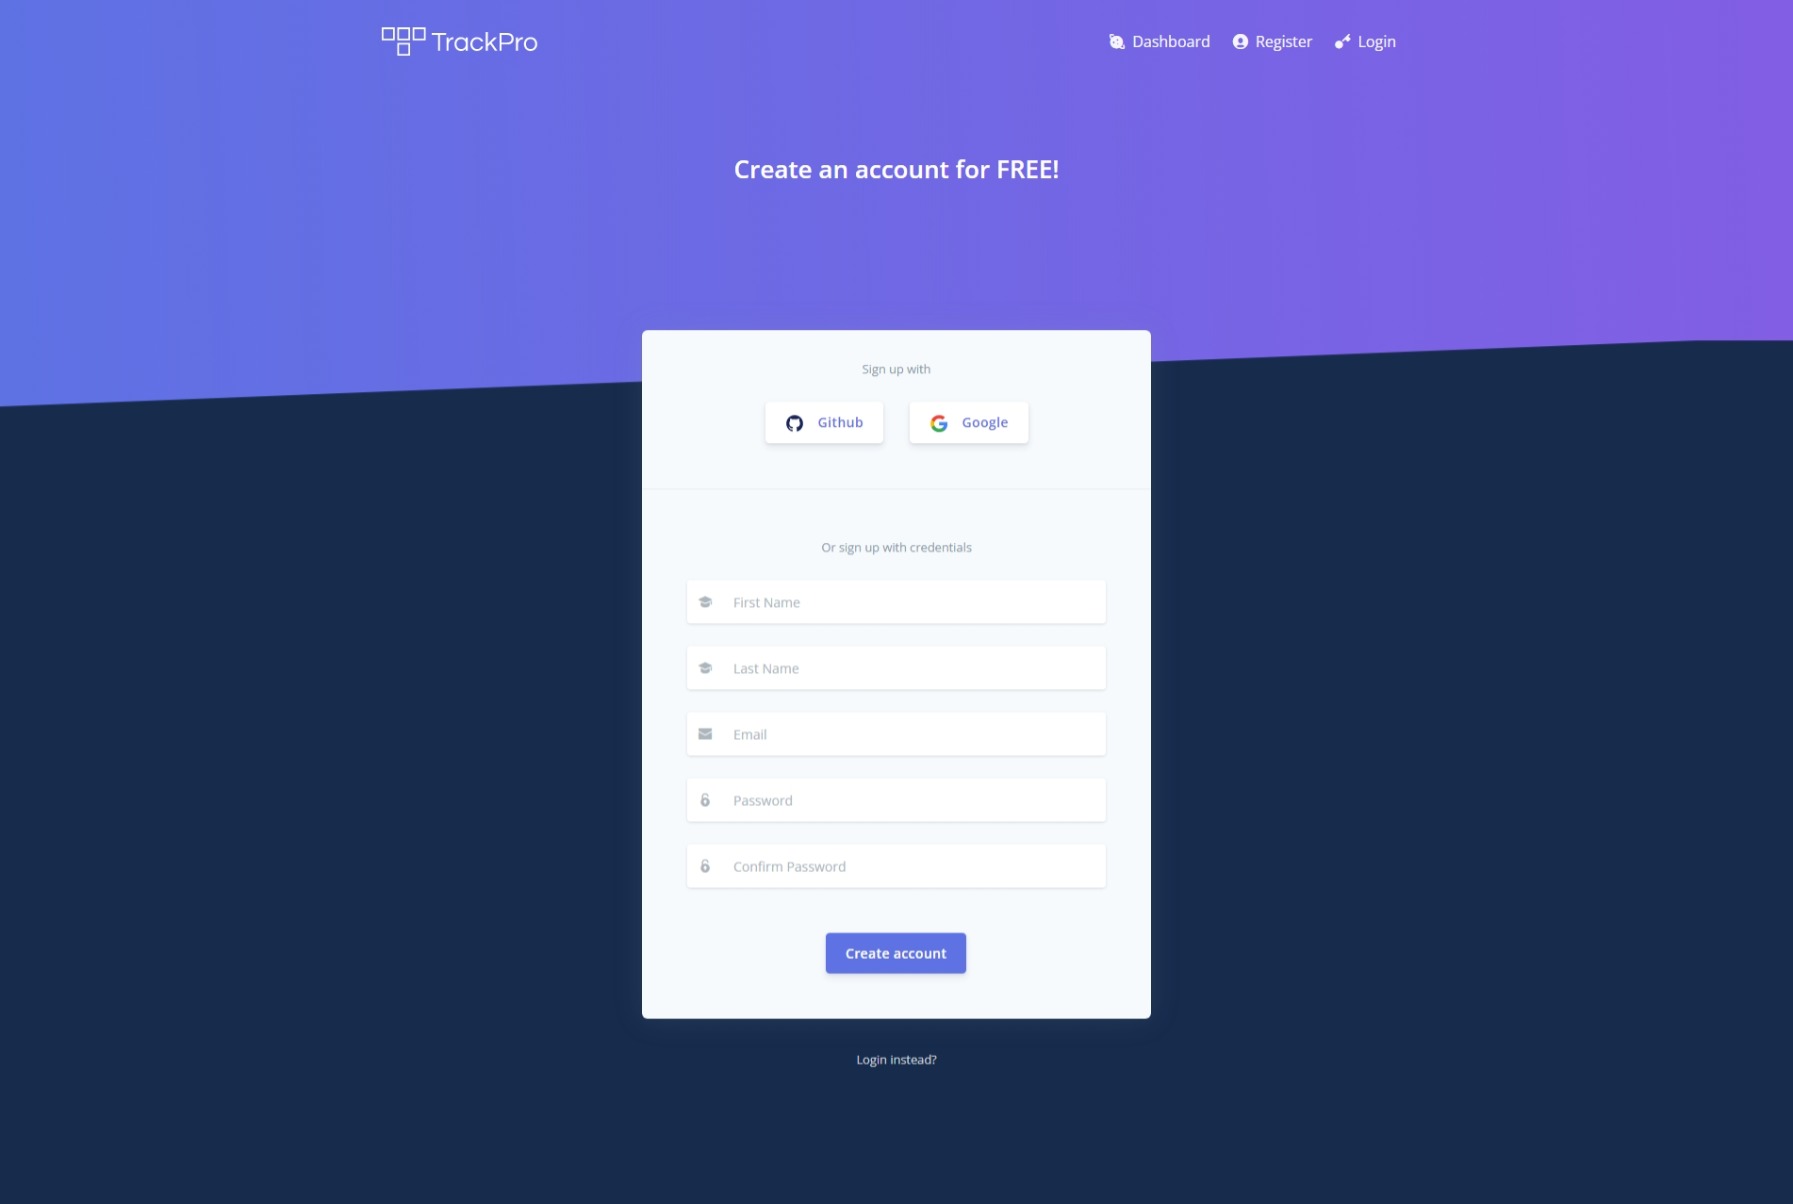 TrackPro
Dashboard
Register
Login
Create an account for FREE!
Sign up with
Github
Google
Or sign up with credentials
First Name
Last Name
Email
Password
Confirm Password
Create account
Login instead?